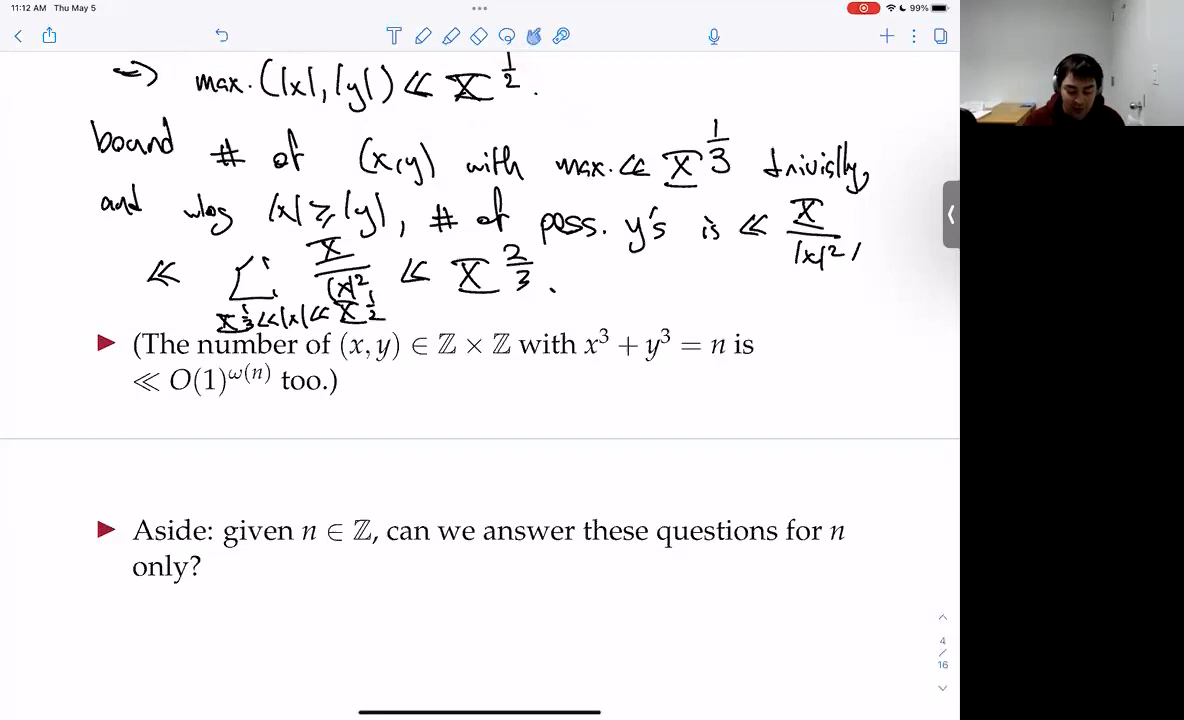 11:12 AM Thu May 5
99%
↪ max. (|x|, |y|) ≪ X^{1/2}.
bound # of (x,y) with max. ≪ X^{1/3} trivially,
and wlog |x| ≥ |y|, # of poss. y's is ≪ X/|x|^2,
≪ ∑_{X^{1/3} ≪ |x| ≪ X^{1/2}} X/|x|^2 ≪ X^{2/3}.
▶ (The number of (x, y) ∈ ℤ × ℤ with x³ + y³ = n is
≪ O(1)^{ω(n)} too.)
▶ Aside: given n ∈ ℤ, can we answer these questions for n
only?
4
/
16